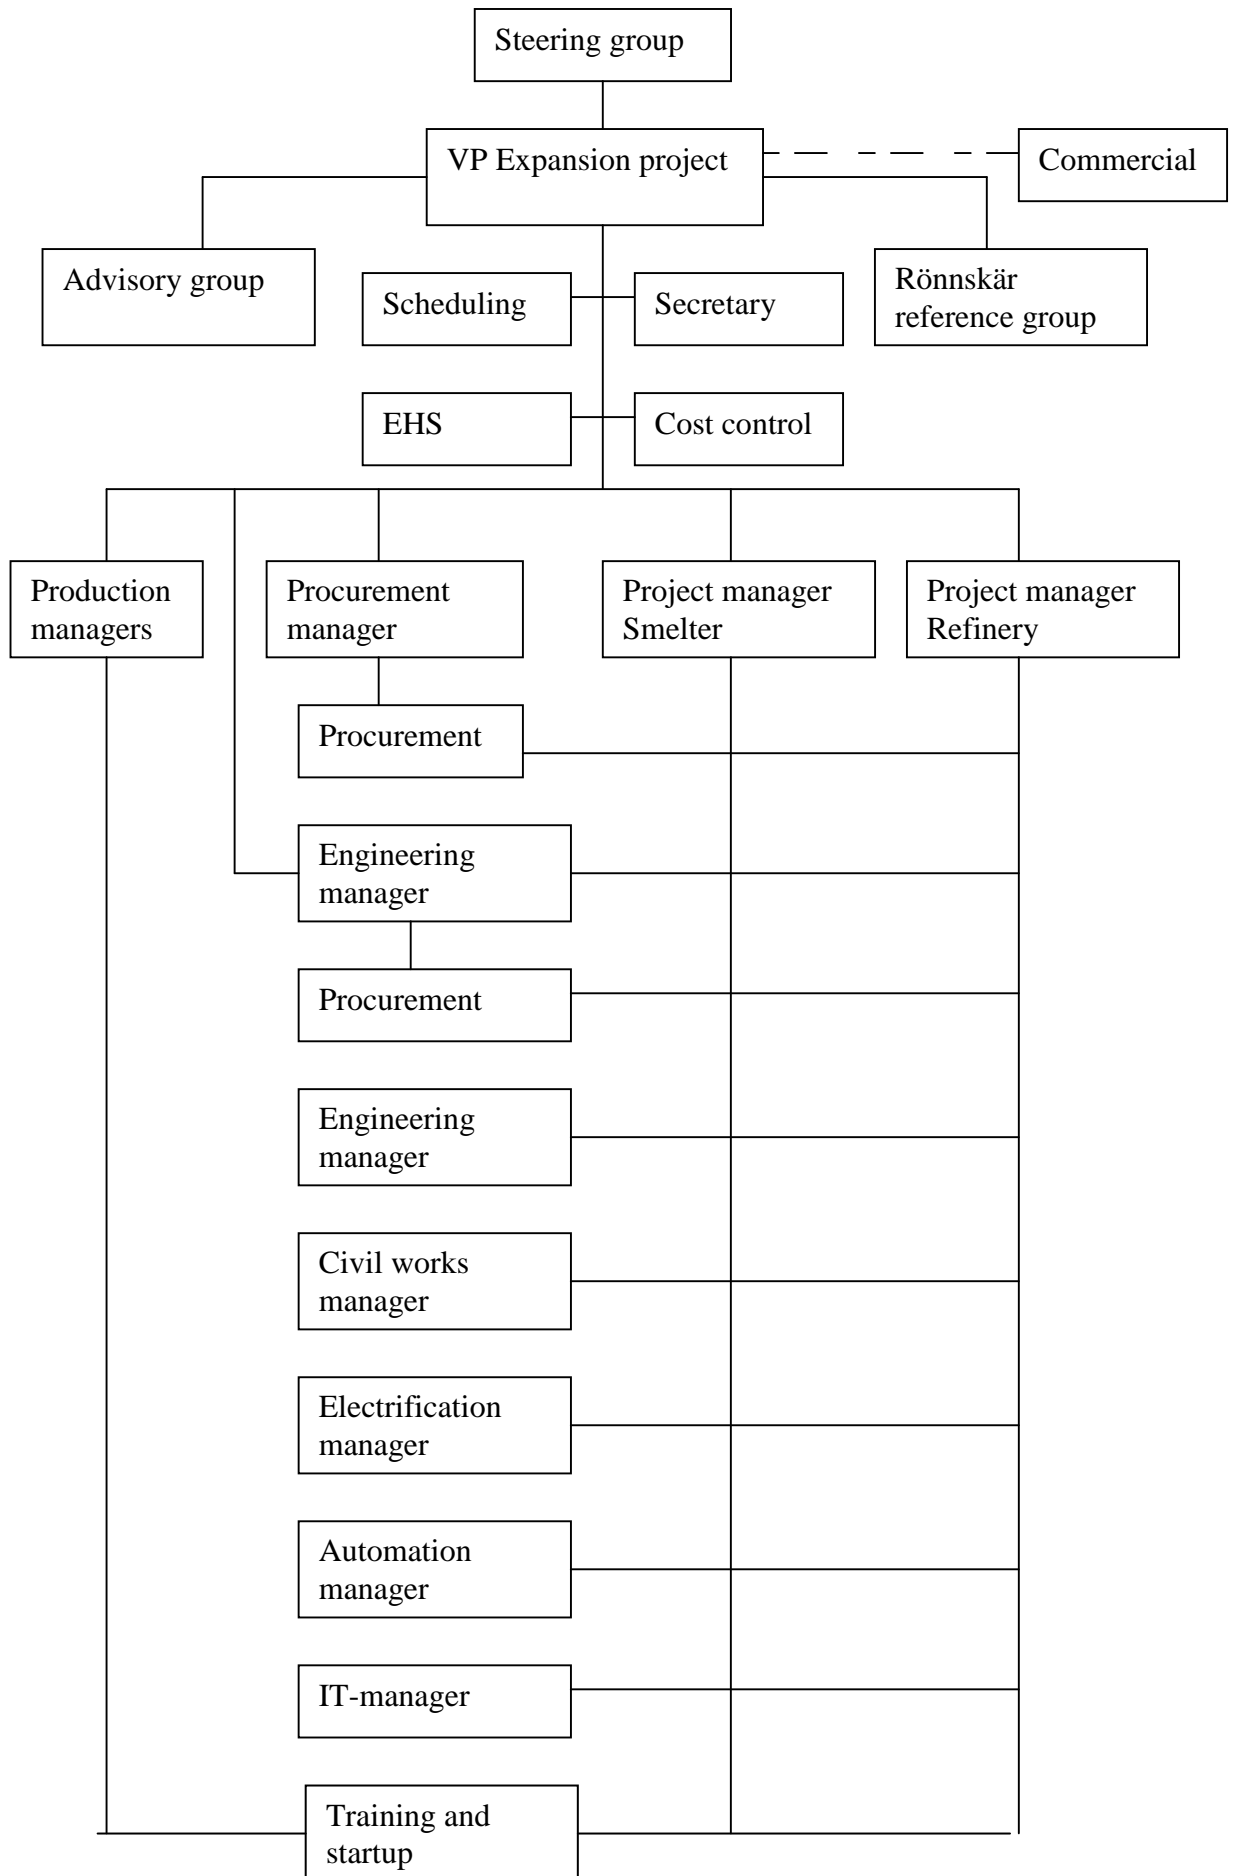 Steering group
VP Expansion project
Commercial
Advisory group
Scheduling
Secretary
Rönnskär
reference group
EHS
Cost control
Production
managers
Procurement
manager
Project manager
Smelter
Project manager
Refinery
Procurement
Engineering
manager
Procurement
Engineering
manager
Civil works
manager
Electrification
manager
Automation
manager
IT-manager
Training and
startup